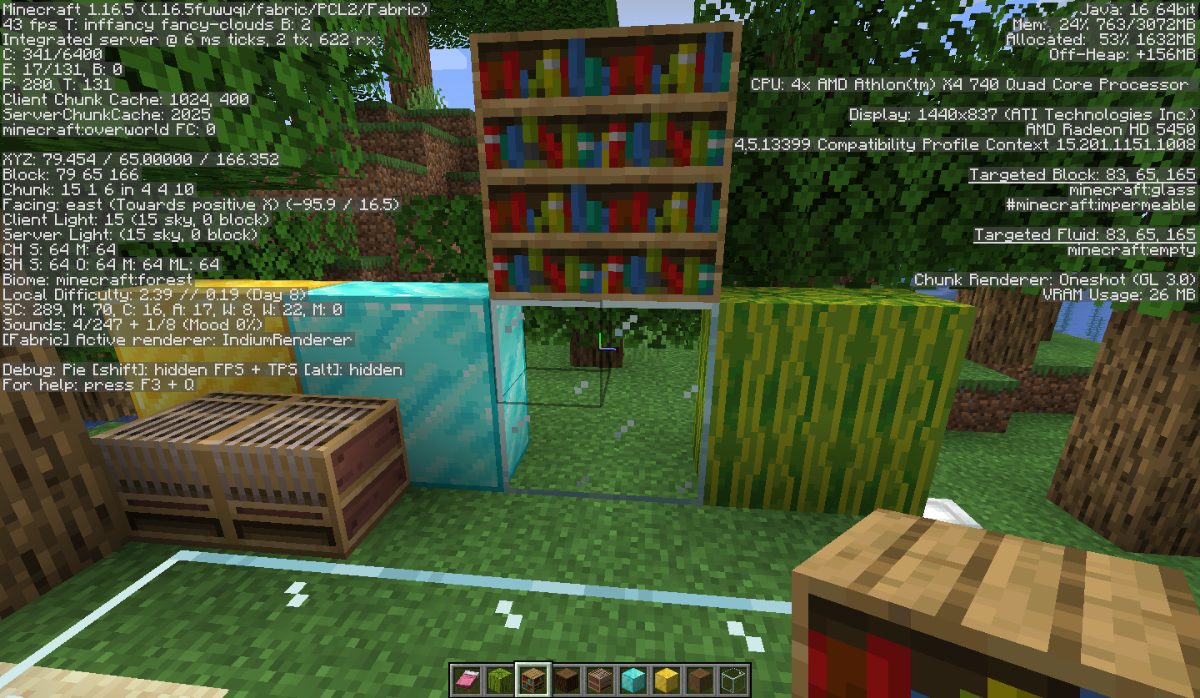 Minecraft 1.16.5 (1.16.5fuwuqi/fabric/PCL2/Fabric)
43 fps T: inffancy fancy-clouds B: 2
Integrated server @ 6 ms ticks, 2 tx, 622 rx
C: 341/6400
E: 17/131, B: 0
P: 280. T: 131
Client Chunk Cache: 1024, 400
ServerChunkCache: 2025
minecraft:overworld FC: 0
XYZ: 79.454 / 65.00000 / 166.352
Block: 79 65 166
Chunk: 15 1 6 in 4 4 10
Facing: east (Towards positive X) (-95.9 / 16.5)
Client Light: 15 (15 sky, 0 block)
Server Light: (15 sky, 0 block)
CH S: 64 M: 64
SH S: 64 O: 64 M: 64 ML: 64
Biome: minecraft:forest
Local Difficulty: 2.39 // 0.19 (Day 8)
SC: 289, M: 70, C: 16, A: 17, W: 8, W: 22, M: 0
Sounds: 4/247 + 1/8 (Mood 0%)
[Fabric] Active renderer: IndiumRenderer
Debug: Pie [shift]: hidden FPS + TPS [alt]: hidden
For help: press F3 + Q
Java: 16 64bit
Mem: 24% 763/3072MB
Allocated: 53% 1632MB
Off-Heap: +156MB
CPU: 4x AMD Athlon(tm) X4 740 Quad Core Processor
Display: 1440x837 (ATI Technologies Inc.)
AMD Radeon HD 5450
4.5.13399 Compatibility Profile Context 15.201.1151.1008
Targeted Block: 83, 65, 165
minecraft:glass
#minecraft:impermeable
Targeted Fluid: 83, 65, 165
minecraft:empty
Chunk Renderer: Oneshot (GL 3.0)
VRAM Usage: 26 MB